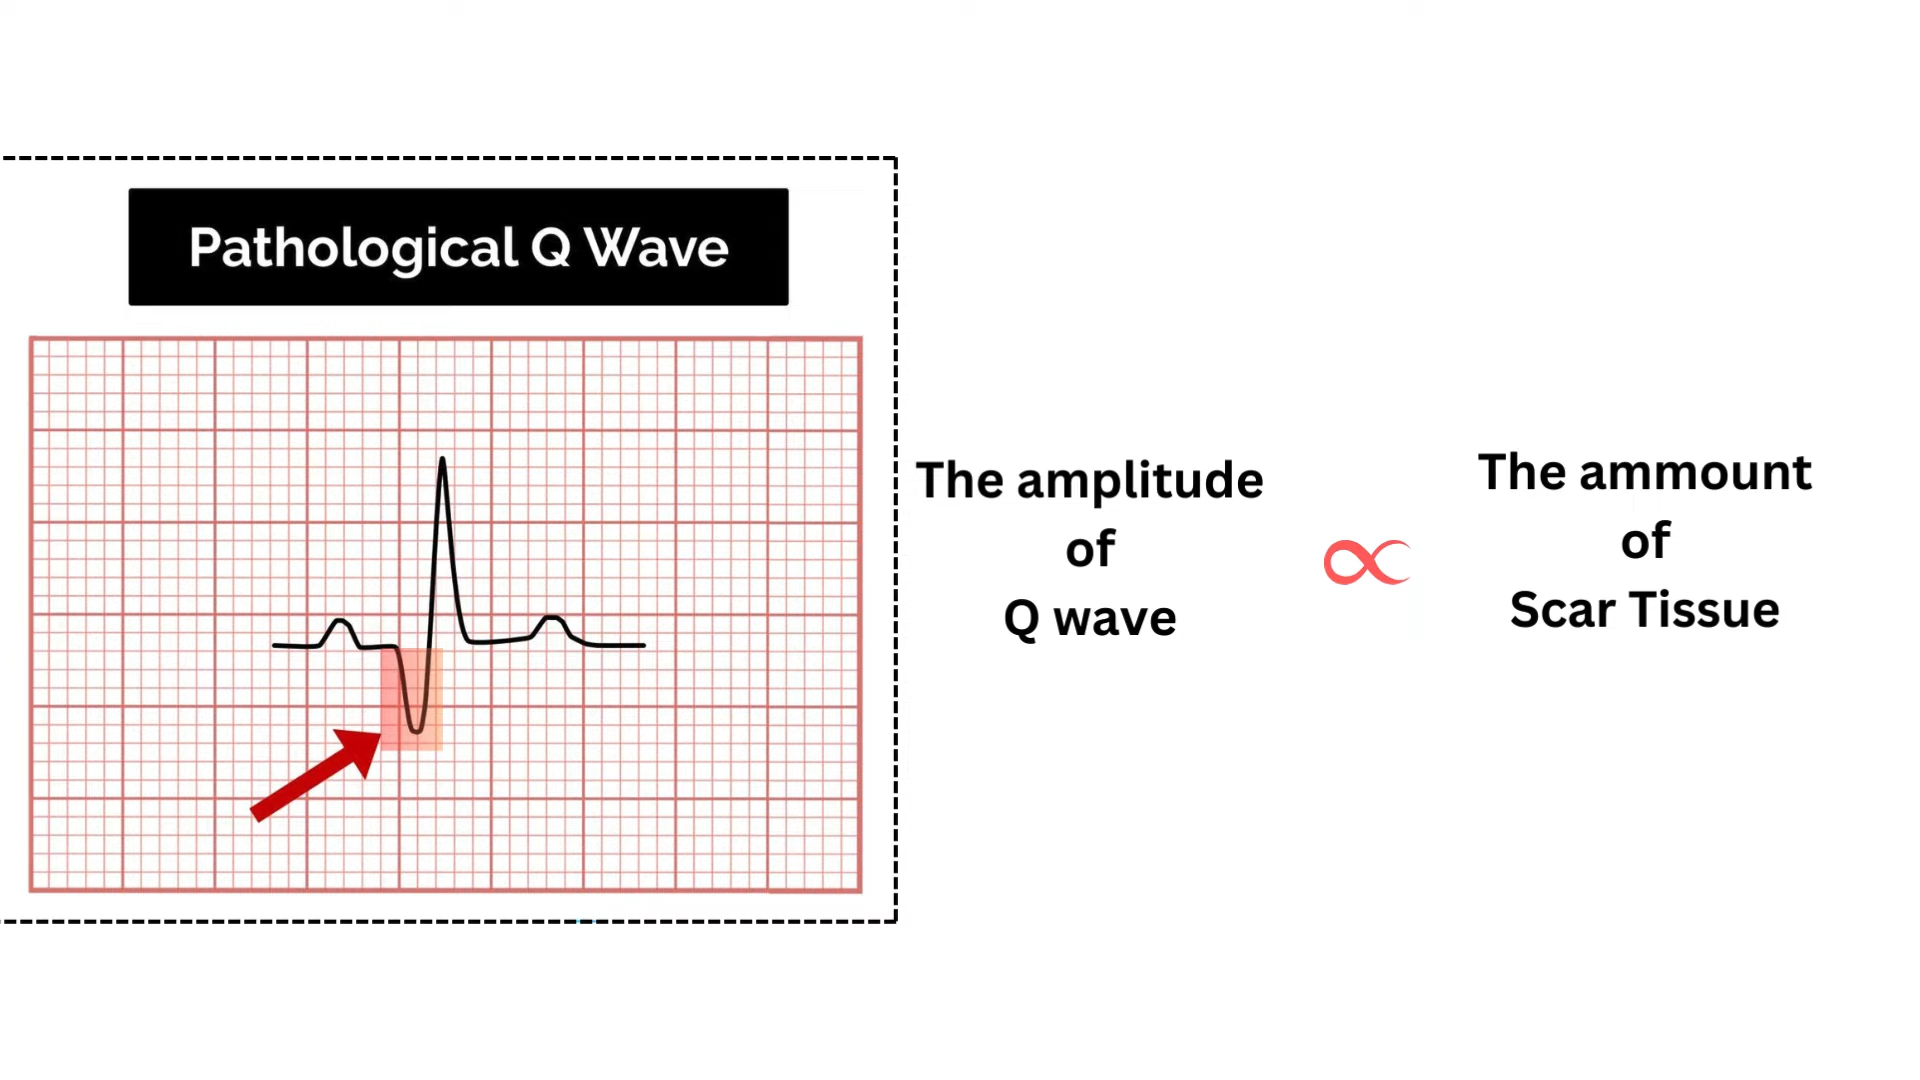 Pathological Q Wave
The amplitude
of
Q wave
∝
The ammount
of
Scar Tissue